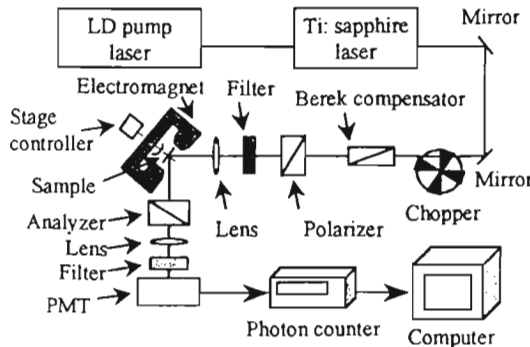 LD pump
laser
Ti: sapphire
laser
Mirror
Electromagnet
Filter
Berek compensator
Stage
controller
Sample
Lens
Polarizer
Chopper
Mirror
Analyzer
Lens
Filter
PMT
Photon counter
Computer